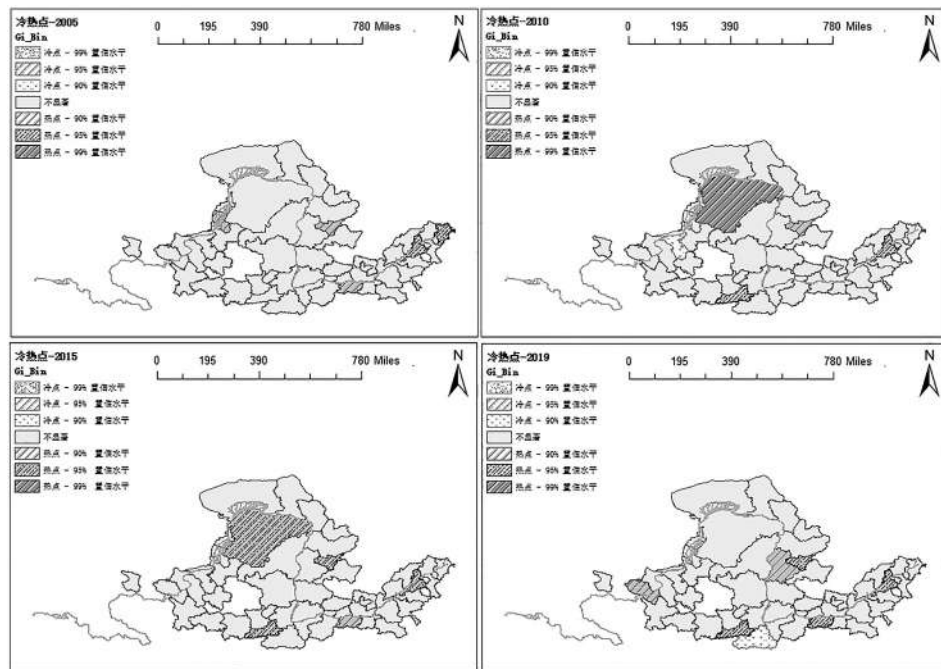 冷热点-2005
Gi_Bin
冷点 - 99% 置信水平
冷点 - 95% 置信水平
冷点 - 90% 置信水平
不显著
热点 - 90% 置信水平
热点 - 95% 置信水平
热点 - 99% 置信水平
0 195 390 780 Miles
N
冷热点-2010
Gi_Bin
冷点 - 99% 置信水平
冷点 - 95% 置信水平
冷点 - 90% 置信水平
不显著
热点 - 90% 置信水平
热点 - 95% 置信水平
热点 - 99% 置信水平
0 195 390 780 Miles
N
冷热点-2015
Gi_Bin
冷点 - 99% 置信水平
冷点 - 95% 置信水平
冷点 - 90% 置信水平
不显著
热点 - 90% 置信水平
热点 - 95% 置信水平
热点 - 99% 置信水平
0 195 390 780 Miles
N
冷热点-2019
Gi_Bin
冷点 - 99% 置信水平
冷点 - 95% 置信水平
冷点 - 90% 置信水平
不显著
热点 - 90% 置信水平
热点 - 95% 置信水平
热点 - 99% 置信水平
0 195 390 780 Miles
N